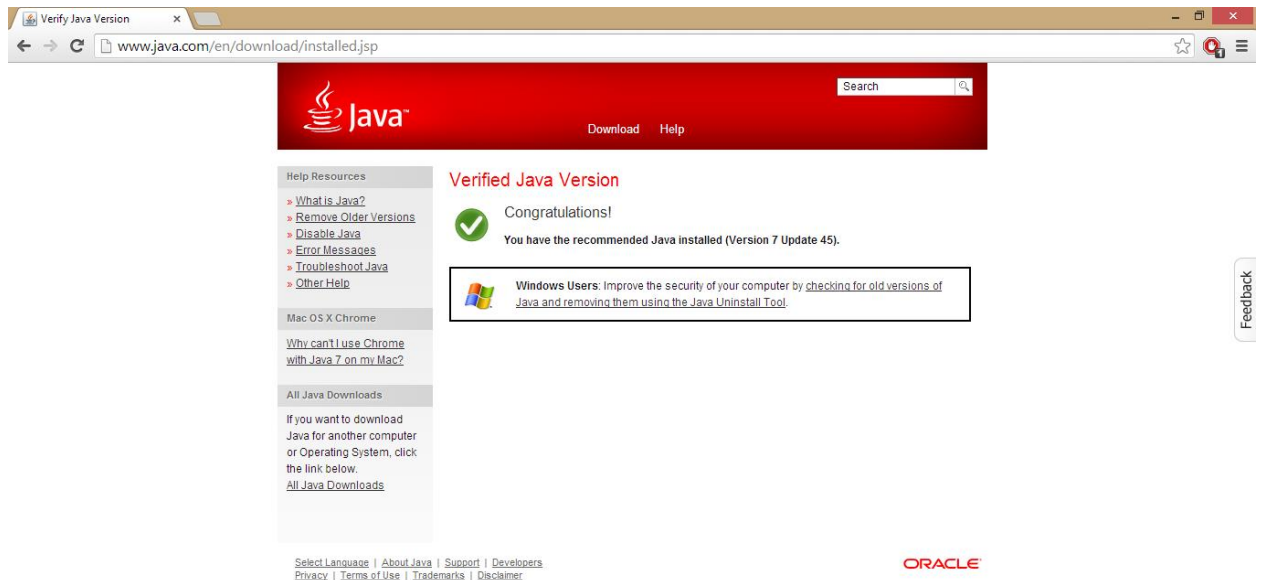 Verify Java Version
www.java.com/en/download/installed.jsp
1
Java™
Search
Download Help
Help Resources
» What is Java?
» Remove Older Versions
» Disable Java
» Error Messages
» Troubleshoot Java
» Other Help
Mac OS X Chrome
Why can't I use Chrome
with Java 7 on my Mac?
All Java Downloads
If you want to download
Java for another computer
or Operating System, click
the link below.
All Java Downloads
Verified Java Version
Congratulations!
You have the recommended Java installed (Version 7 Update 45).
Windows Users: Improve the security of your computer by checking for old versions of
Java and removing them using the Java Uninstall Tool.
Feedback
Select Language | About Java | Support | Developers
Privacy | Terms of Use | Trademarks | Disclaimer
ORACLE